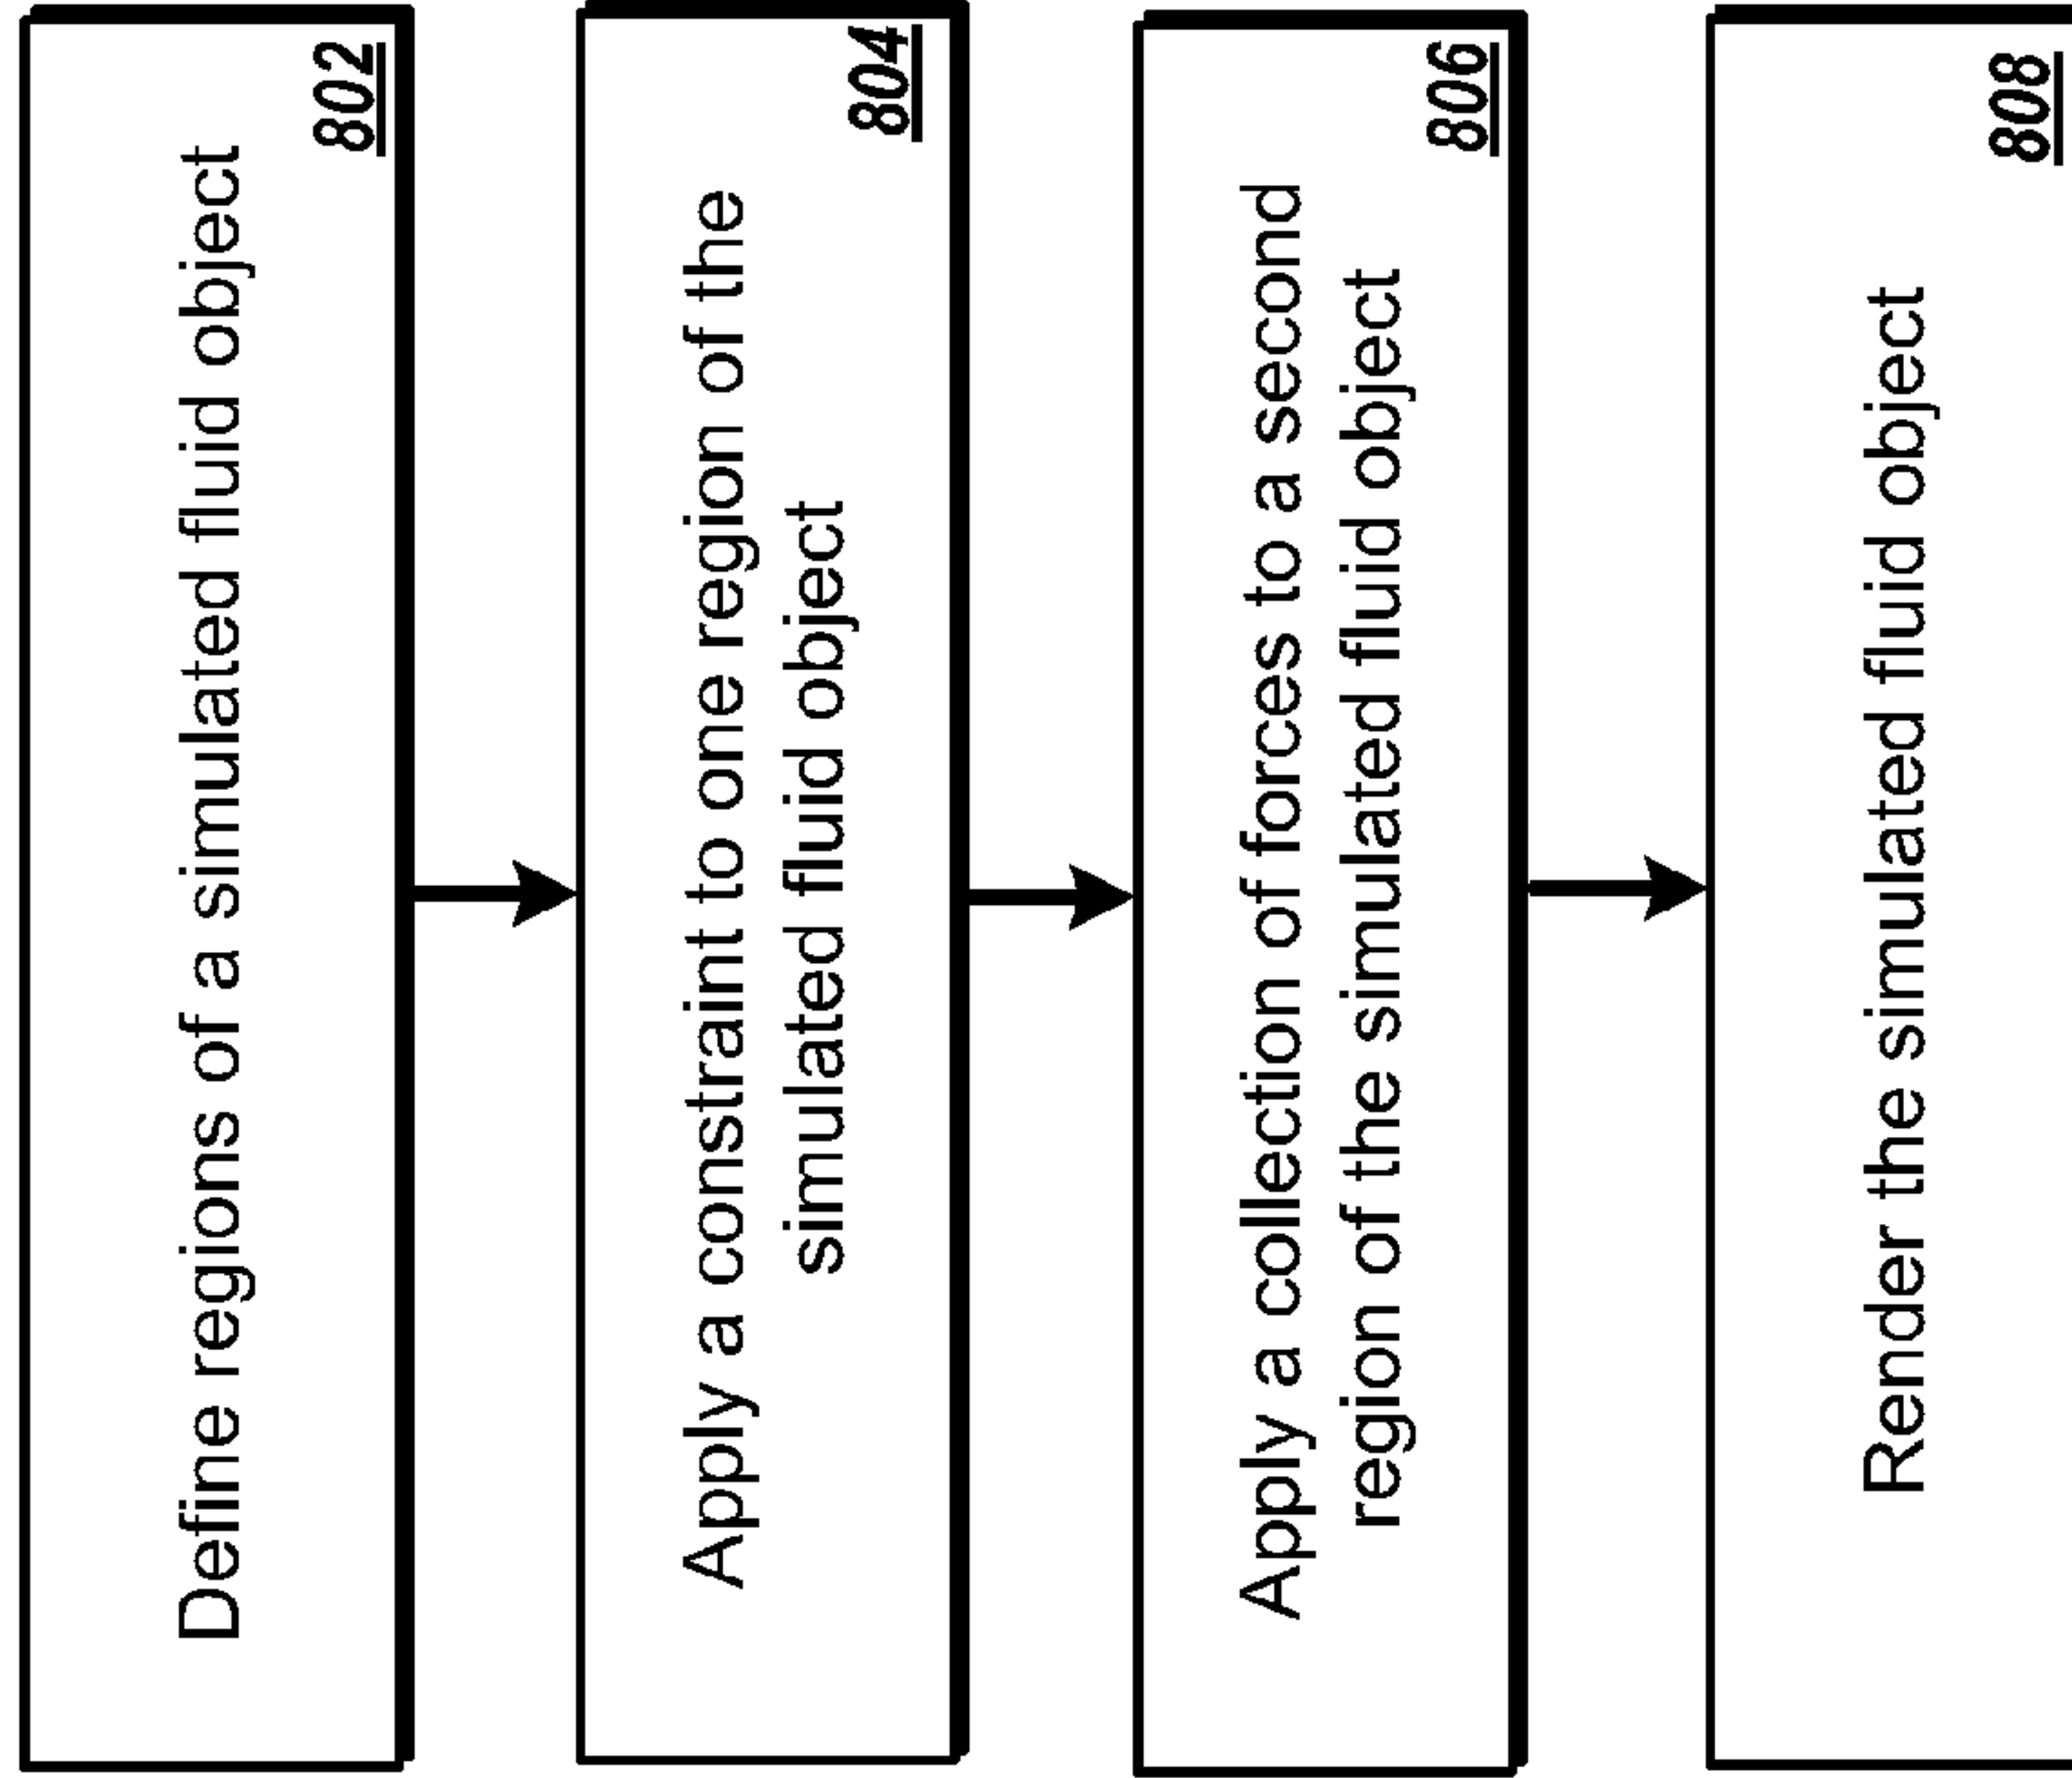 Define regions of a simulated fluid object
802
Apply a constraint to one region of the
simulated fluid object
804
Apply a collection of forces to a second
region of the simulated fluid object
806
Render the simulated fluid object
808